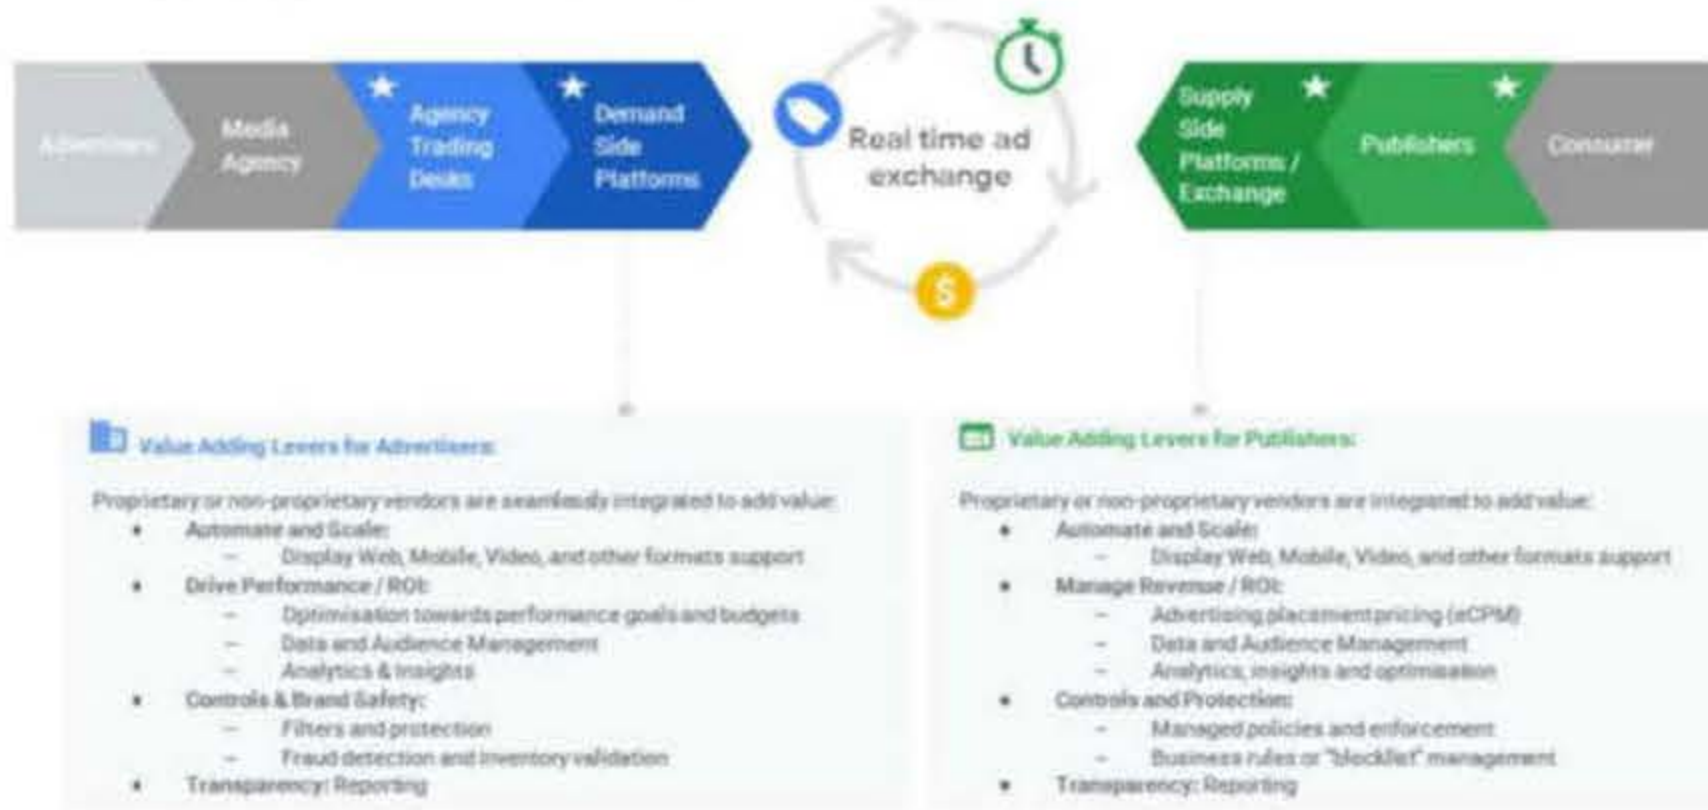 Advertisers
Media
Agency
Agency
Trading
Desks
Demand
Side
Platforms
Real time ad
exchange
$
Supply
Side
Platforms /
Exchange
Publishers
Consumer
Value Adding Levers for Advertisers:
Proprietary or non-proprietary vendors are seamlessly integrated to add value:
• Automate and Scale:
– Display Web, Mobile, Video, and other formats support
• Drive Performance / ROI:
– Optimisation towards performance goals and budgets
– Data and Audience Management
– Analytics & Insights
• Controls & Brand Safety:
– Filters and protection
– Fraud detection and inventory validation
• Transparency: Reporting
Value Adding Levers for Publishers:
Proprietary or non-proprietary vendors are integrated to add value:
• Automate and Scale:
– Display Web, Mobile, Video, and other formats support
• Manage Revenue / ROI:
– Advertising placement pricing (eCPM)
– Data and Audience Management
– Analytics, insights and optimisation
• Controls and Protection:
– Managed policies and enforcement
– Business rules or "blocklist" management
• Transparency: Reporting